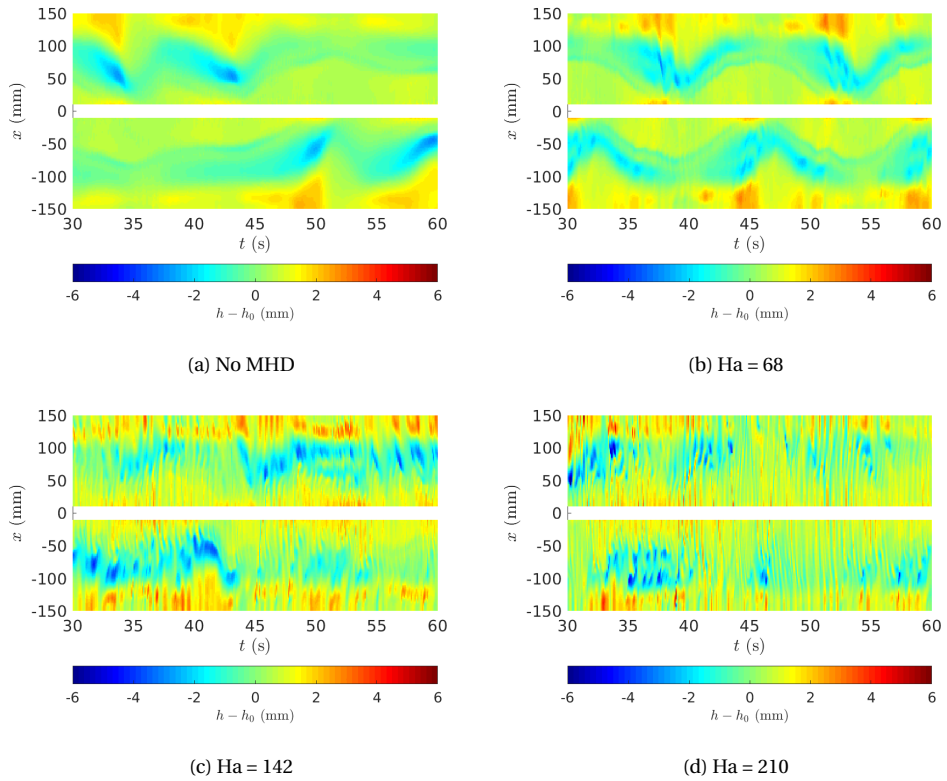 150
100
50
0
-50
-100
-150
x (mm)
30 35 40 45 50 55 60
t (s)
-6 -4 -2 0 2 4 6
h − h₀ (mm)
(a) No MHD
150
100
50
0
-50
-100
-150
x (mm)
30 35 40 45 50 55 60
t (s)
-6 -4 -2 0 2 4 6
h − h₀ (mm)
(b) Ha = 68
150
100
50
0
-50
-100
-150
x (mm)
30 35 40 45 50 55 60
t (s)
-6 -4 -2 0 2 4 6
h − h₀ (mm)
(c) Ha = 142
150
100
50
0
-50
-100
-150
x (mm)
30 35 40 45 50 55 60
t (s)
-6 -4 -2 0 2 4 6
h − h₀ (mm)
(d) Ha = 210